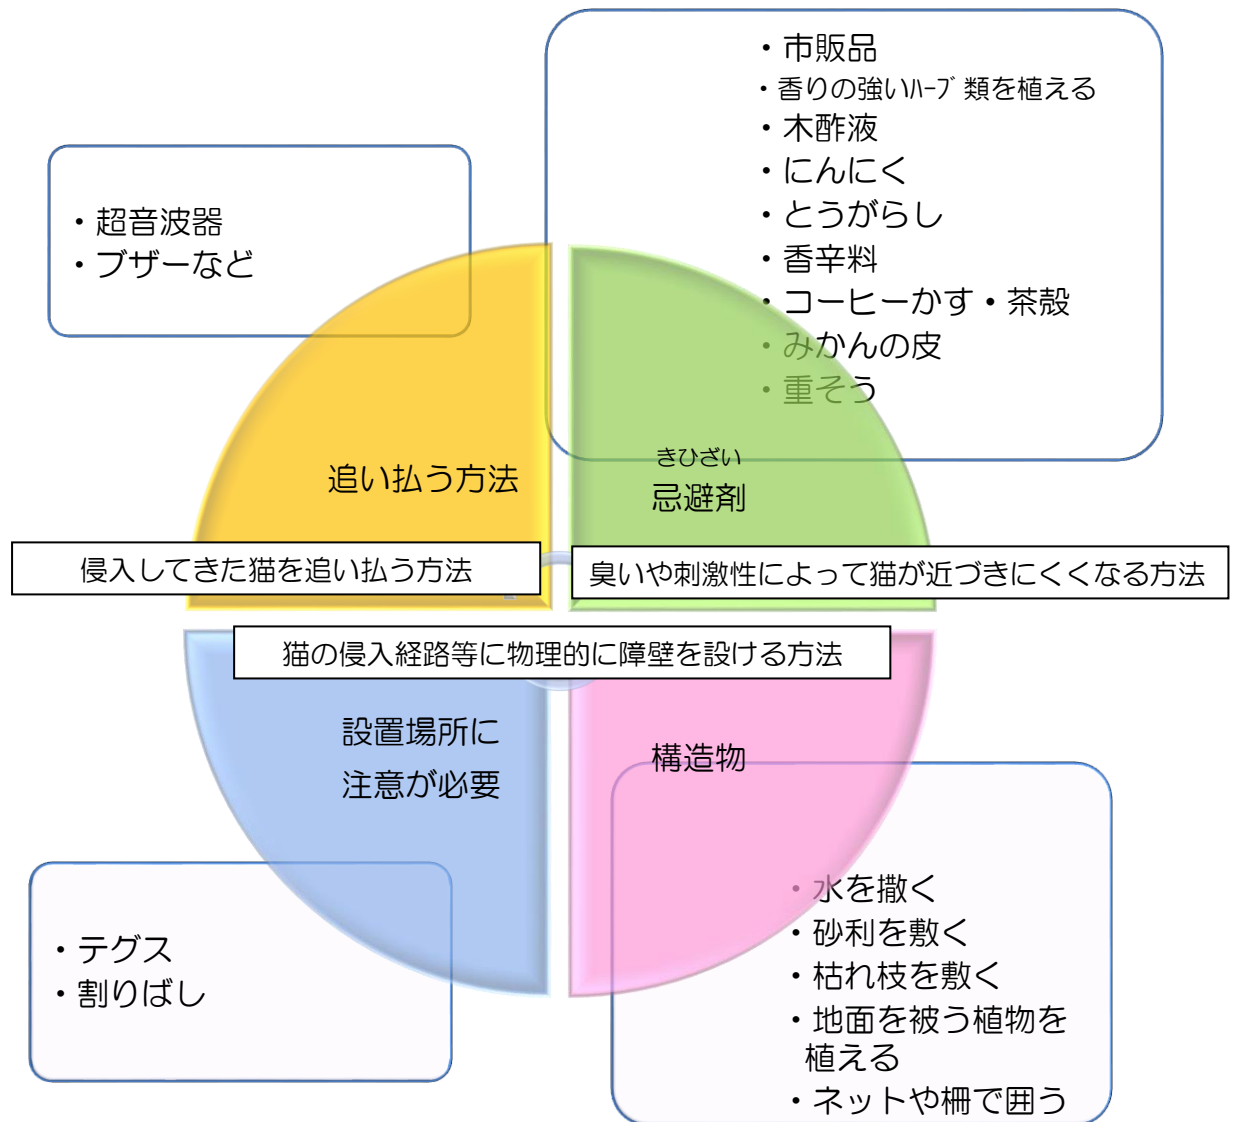 ・市販品
・香りの強いﾊｰﾌﾞ類を植える
・木酢液
・にんにく
・とうがらし
・香辛料
・コーヒーかす・茶殻
・みかんの皮
・重そう
・超音波器
・ブザーなど
追い払う方法
きひざい
忌避剤
侵入してきた猫を追い払う方法
臭いや刺激性によって猫が近づきにくくなる方法
猫の侵入経路等に物理的に障壁を設ける方法
設置場所に
注意が必要
構造物
・テグス
・割りばし
・水を撒く
・砂利を敷く
・枯れ枝を敷く
・地面を被う植物を
植える
・ネットや柵で囲う